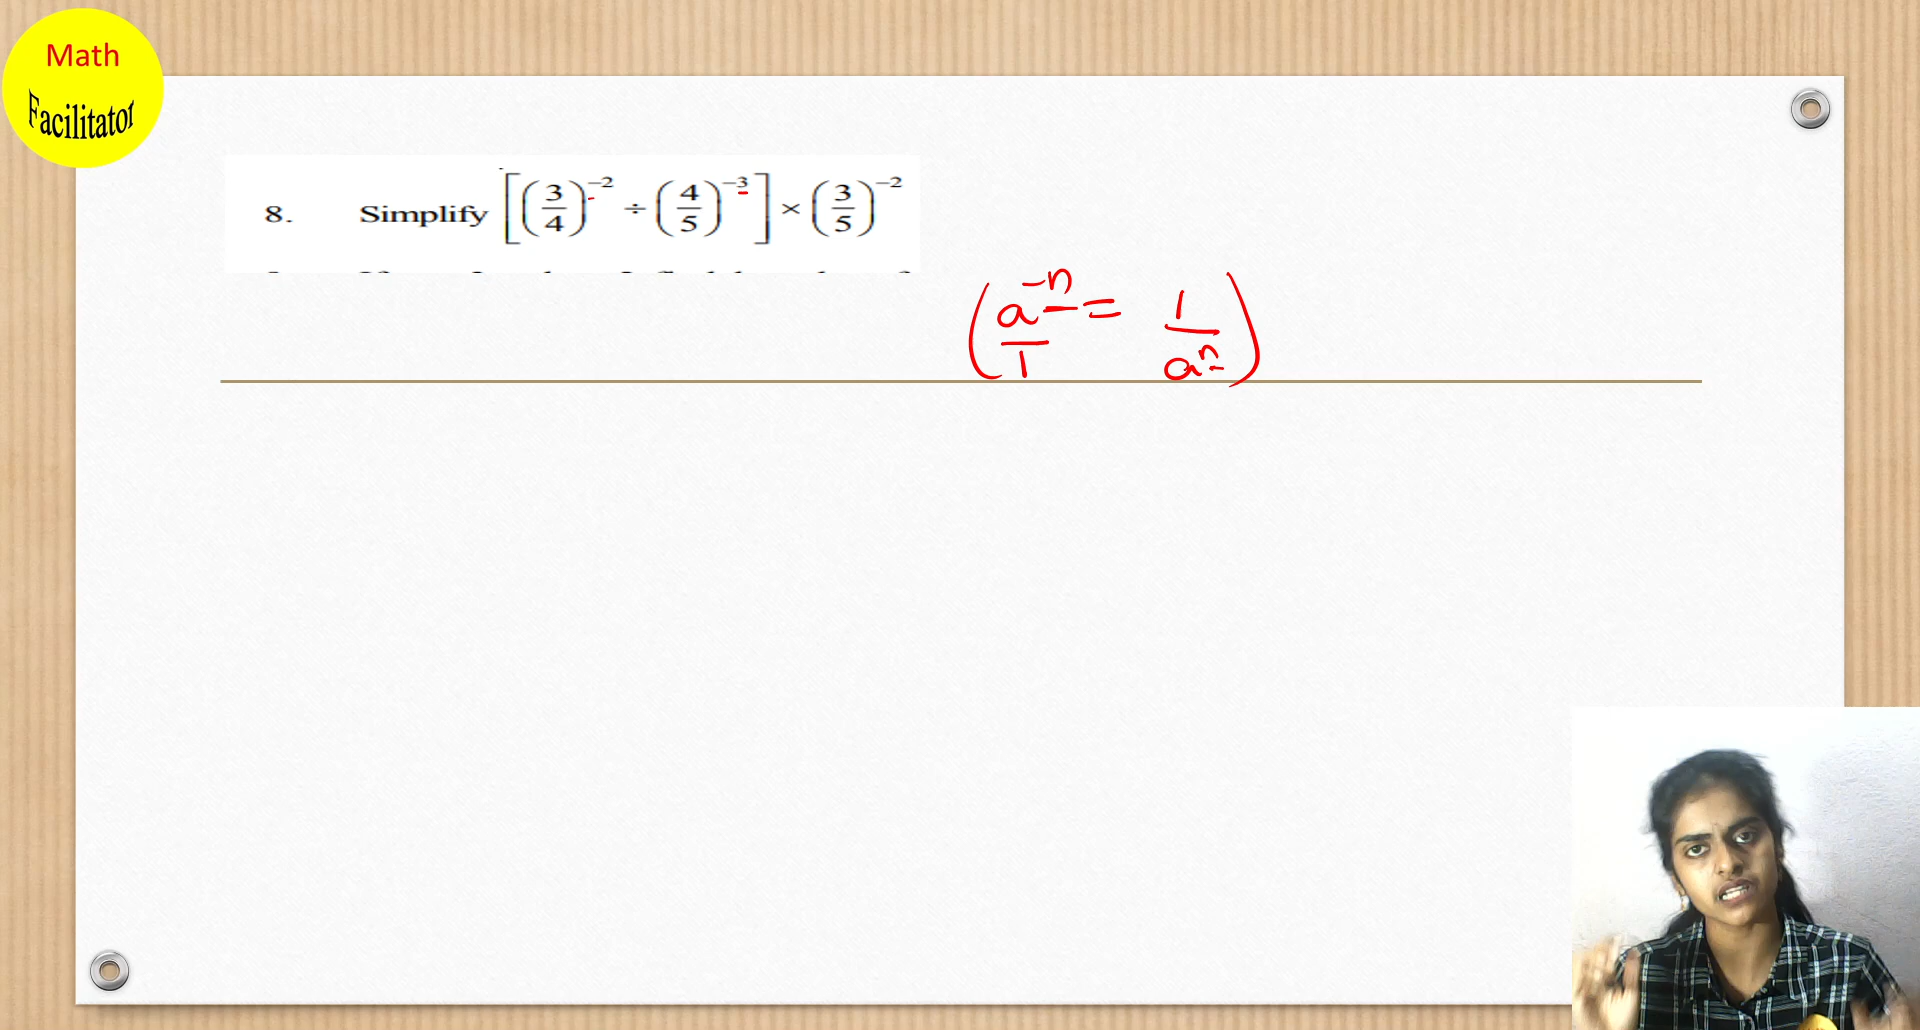 Math
Facilitator
8. Simplify [(3/4)^−2 ÷ (4/5)^−3] × (3/5)^−2
(a^−n/1 = 1/a^n)